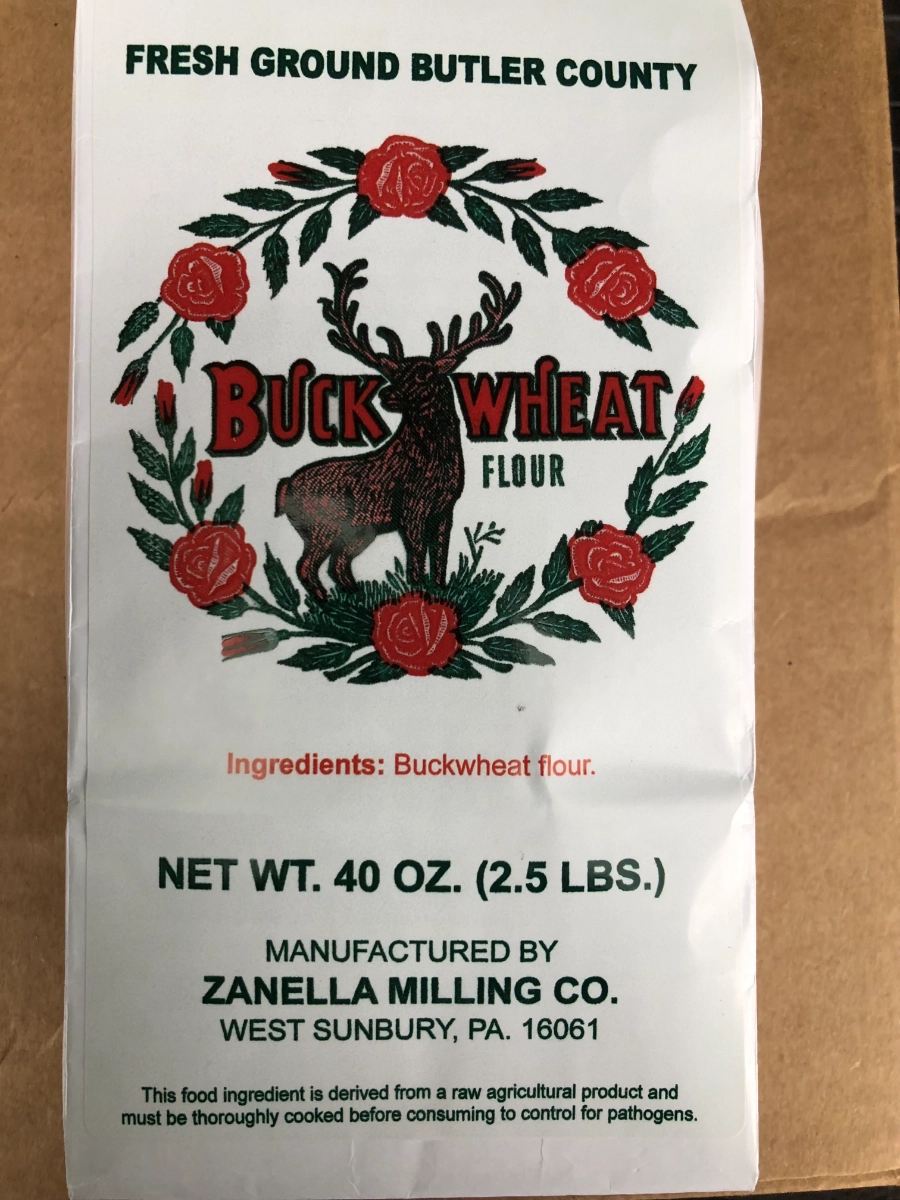 FRESH GROUND BUTLER COUNTY
BUCKWHEAT
FLOUR
Ingredients: Buckwheat flour.
NET WT. 40 OZ. (2.5 LBS.)
MANUFACTURED BY
ZANELLA MILLING CO.
WEST SUNBURY, PA. 16061
This food ingredient is derived from a raw agricultural product and
must be thoroughly cooked before consuming to control for pathogens.